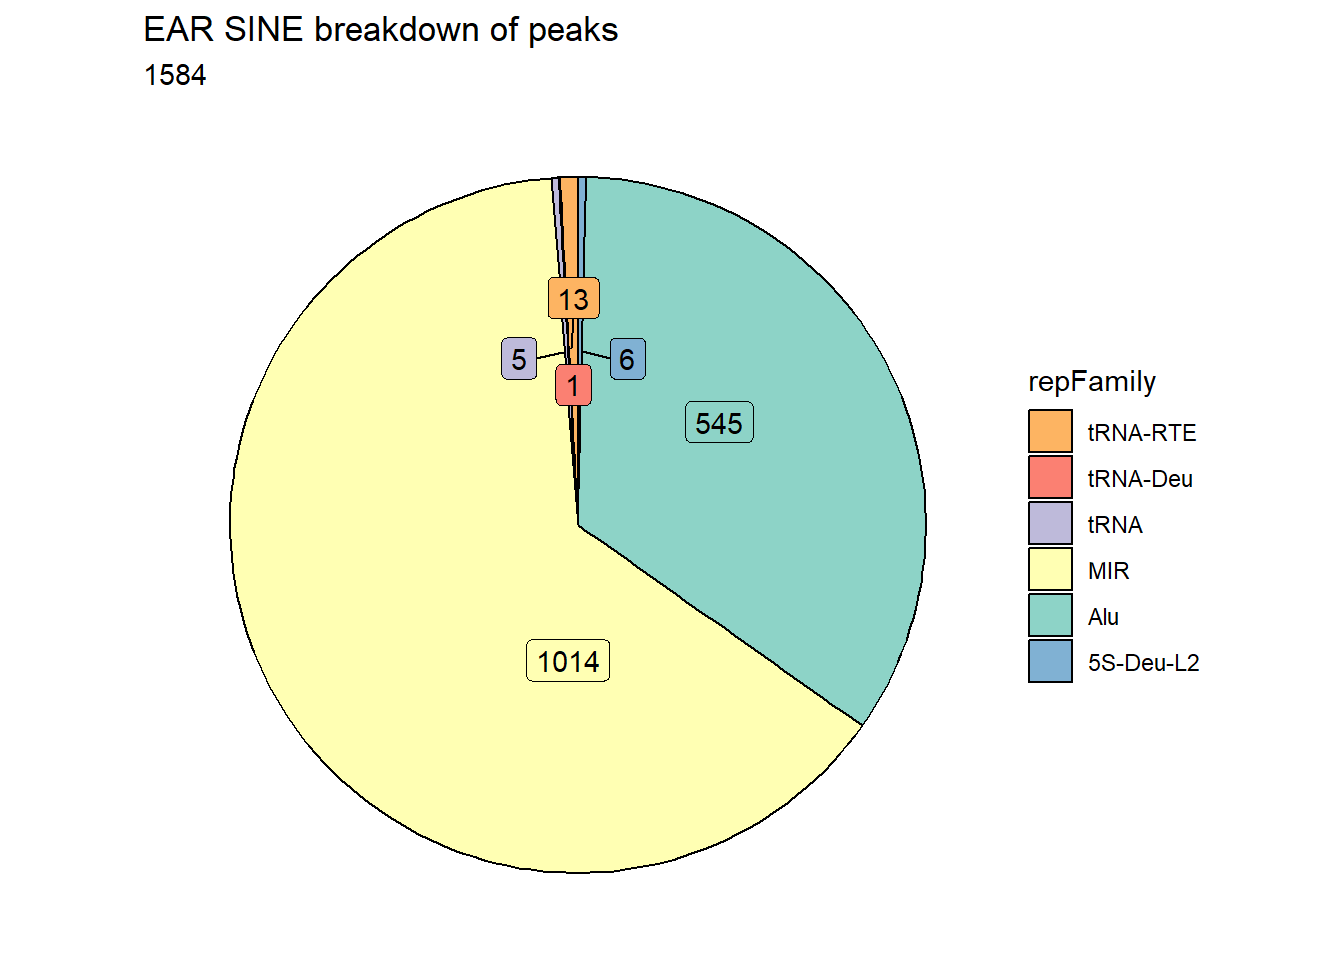 EAR SINE breakdown of peaks
1584
13
5
6
1
545
1014
repFamily
tRNA-RTE
tRNA-Deu
tRNA
MIR
Alu
5S-Deu-L2